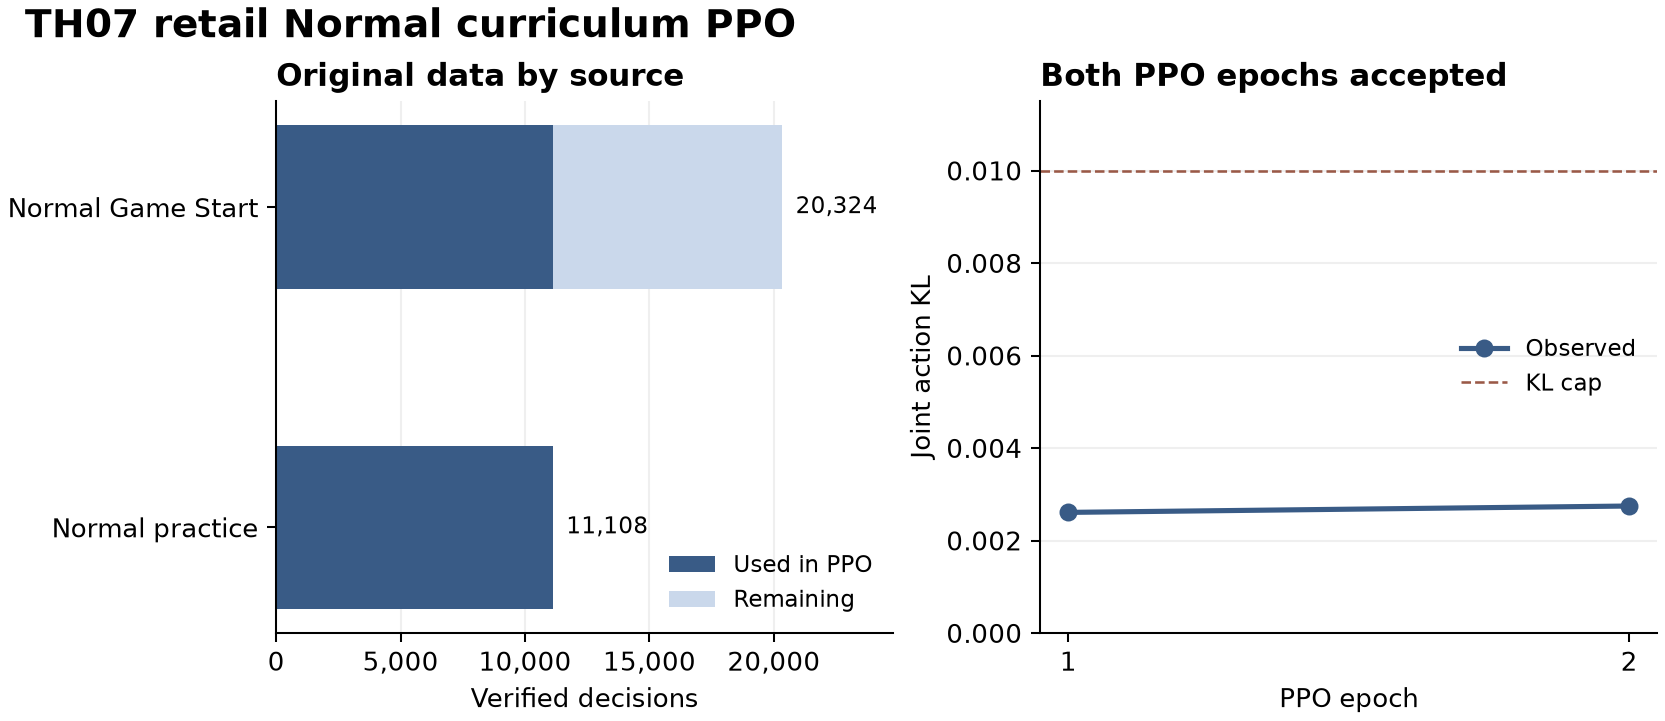 TH07 retail Normal curriculum PPO
Original data by source
Normal Game Start
20,324
Normal practice
11,108
Used in PPO
Remaining
0
5,000
10,000
15,000
20,000
Verified decisions
Both PPO epochs accepted
Joint action KL
0.010
0.008
0.006
0.004
0.002
0.000
Observed
KL cap
1
2
PPO epoch